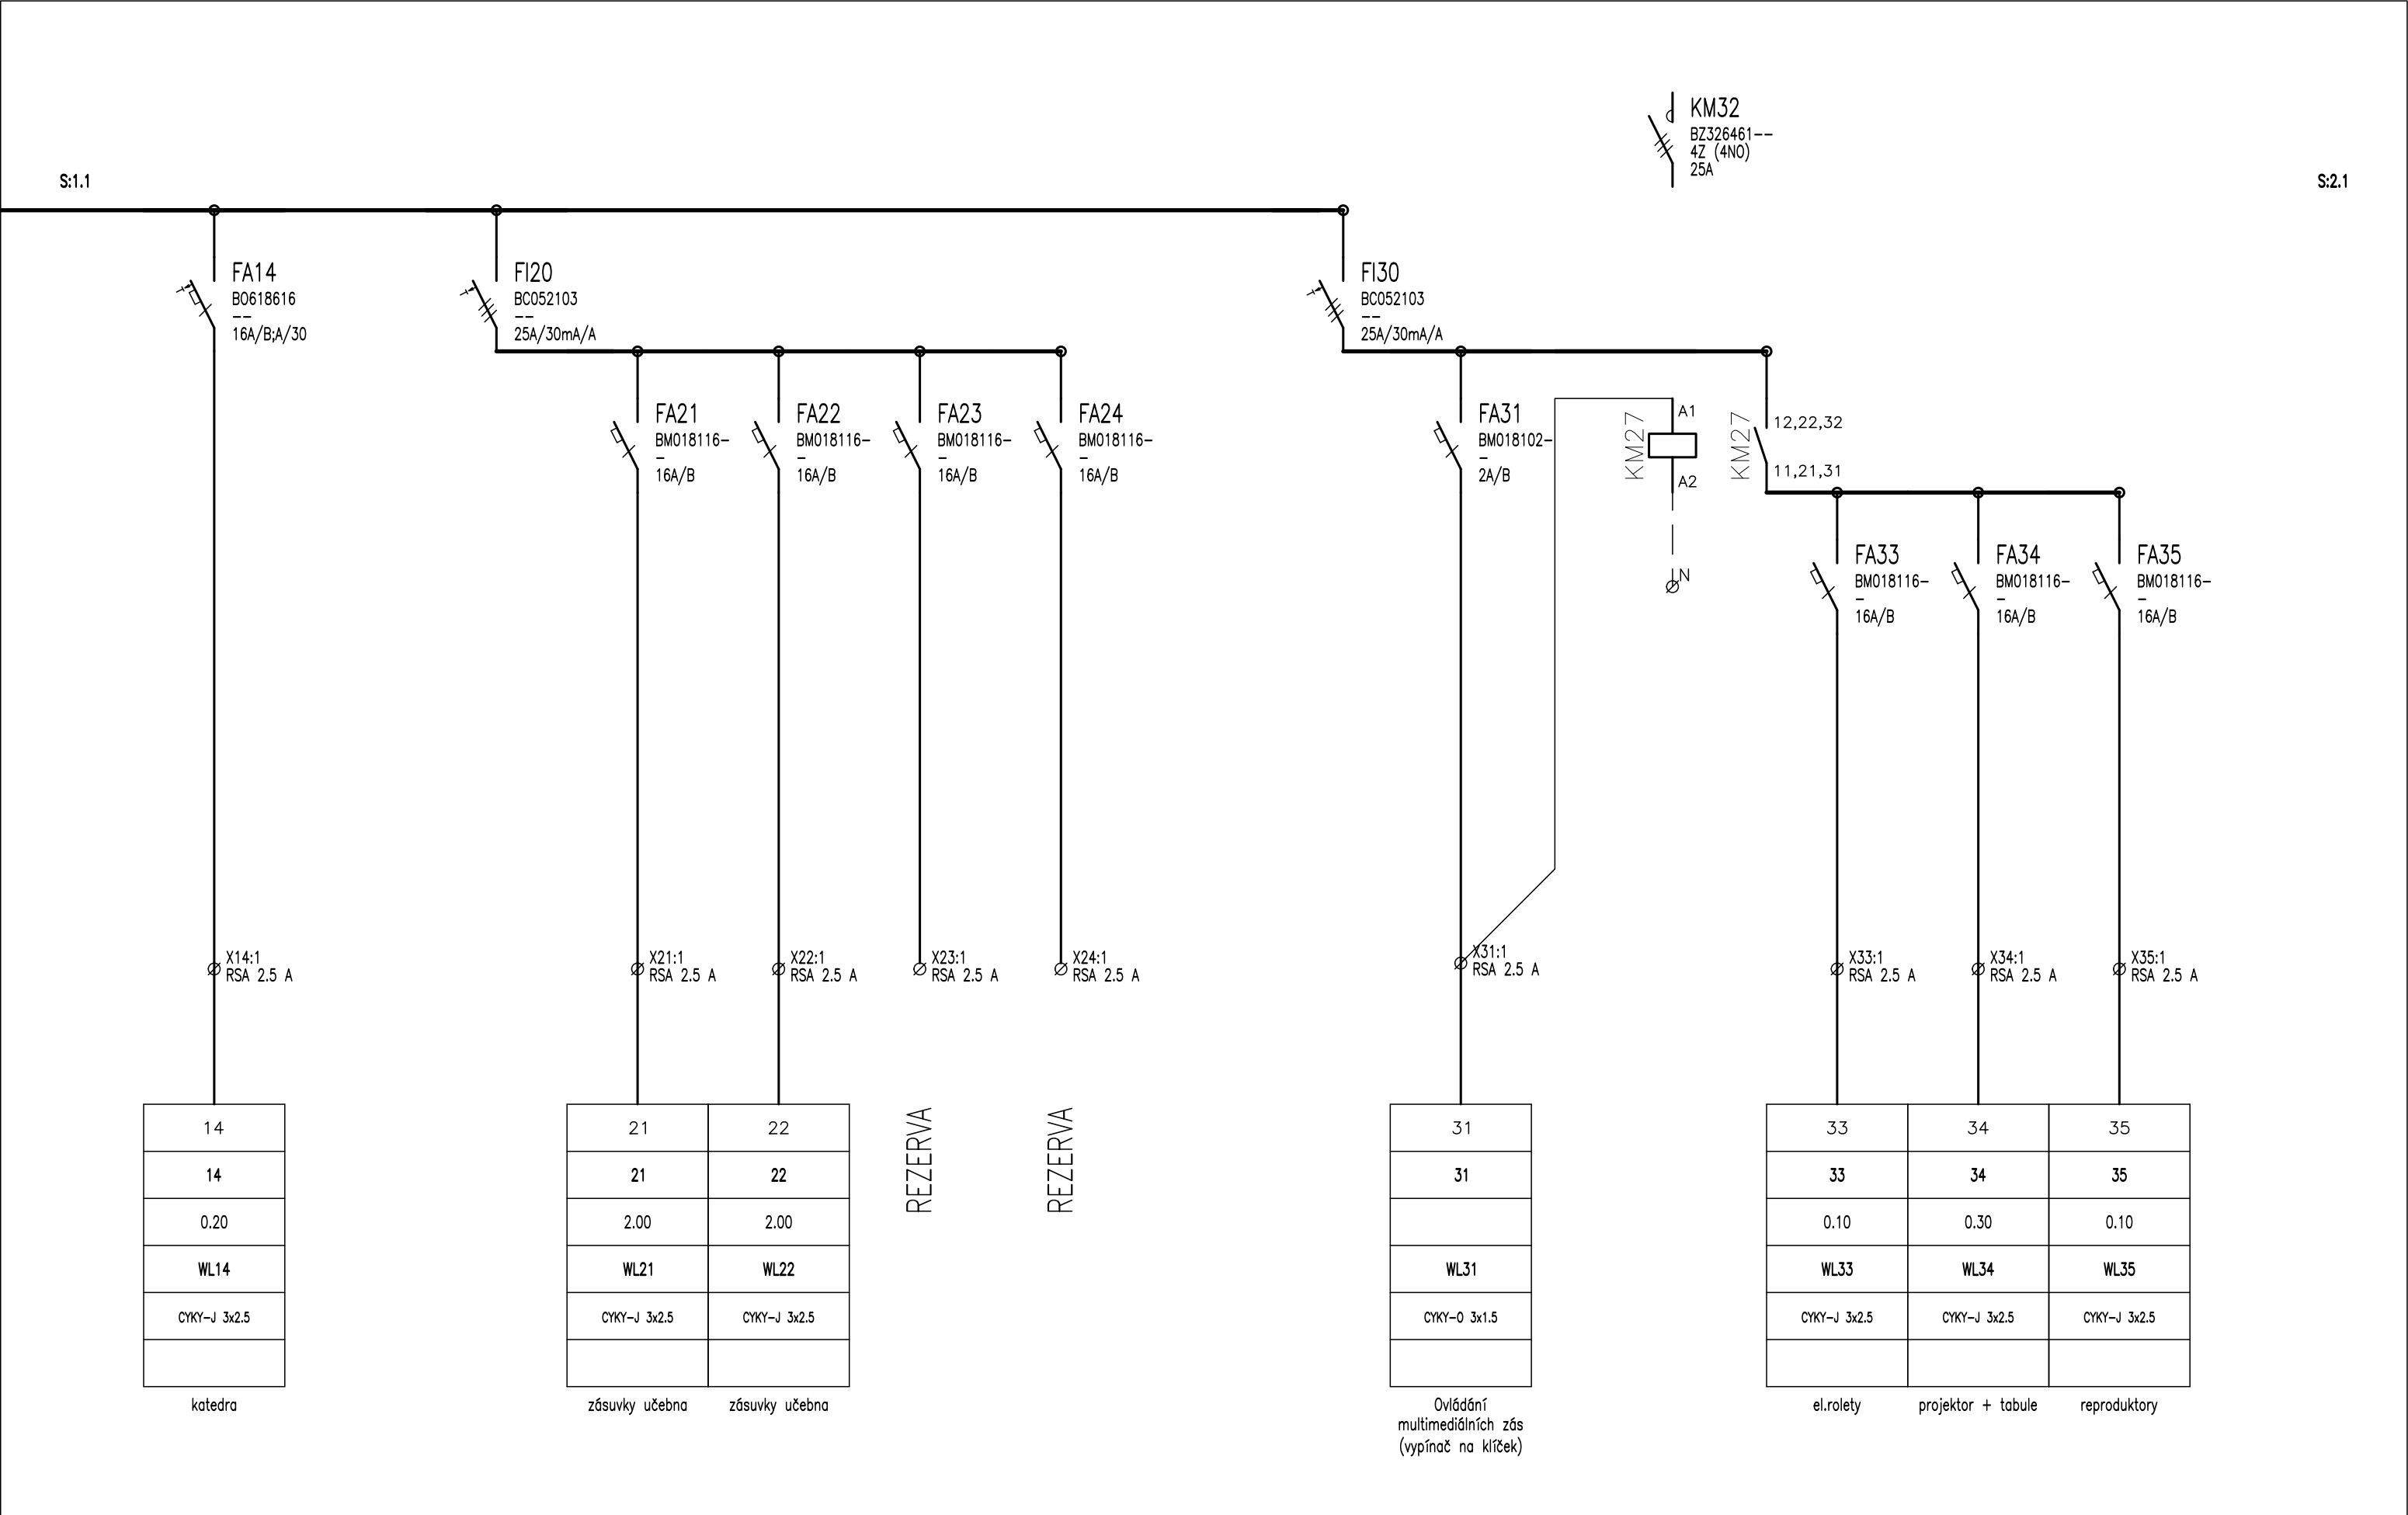 KM32
BZ326461--
4Z (4NO)
25A
S:1.1
S:2.1
FA14
BO618616
--
16A/B;A/30
FI20
BC052103
--
25A/30mA/A
FI30
BC052103
--
25A/30mA/A
FA21
BM018116-
-
16A/B
FA22
BM018116-
-
16A/B
FA23
BM018116-
-
16A/B
FA24
BM018116-
-
16A/B
FA31
BM018102-
-
2A/B
KM27
A1
A2
N
KM27
12,22,32
11,21,31
FA33
BM018116-
-
16A/B
FA34
BM018116-
-
16A/B
FA35
BM018116-
-
16A/B
X14:1
RSA 2.5 A
X21:1
RSA 2.5 A
X22:1
RSA 2.5 A
X23:1
RSA 2.5 A
X24:1
RSA 2.5 A
X31:1
RSA 2.5 A
X33:1
RSA 2.5 A
X34:1
RSA 2.5 A
X35:1
RSA 2.5 A
14
14
0.20
WL14
CYKY-J 3x2.5
katedra
21
21
2.00
WL21
CYKY-J 3x2.5
zásuvky učebna
22
22
2.00
WL22
CYKY-J 3x2.5
zásuvky učebna
REZERVA
REZERVA
31
31
WL31
CYKY-O 3x1.5
Ovládání
multimediálních zás
(vypínač na klíček)
33
33
0.10
WL33
CYKY-J 3x2.5
el.rolety
34
34
0.30
WL34
CYKY-J 3x2.5
projektor + tabule
35
35
0.10
WL35
CYKY-J 3x2.5
reproduktory